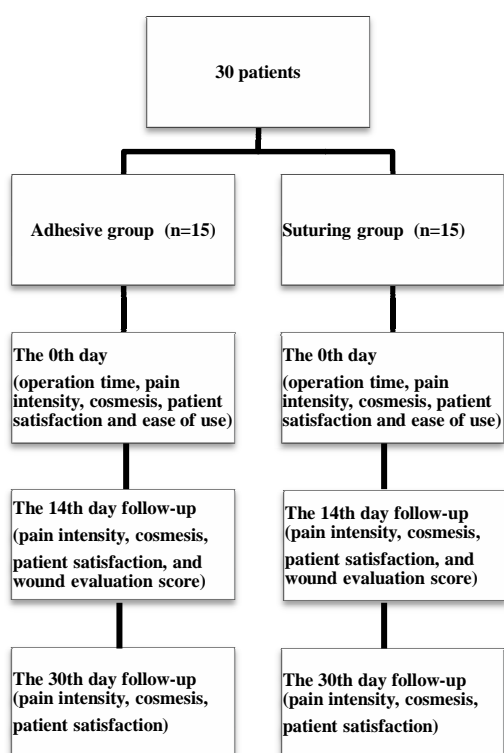 30 patients
Adhesive group (n=15)
Suturing group (n=15)
The 0th day
(operation time, pain
intensity, cosmesis, patient
satisfaction and ease of use)
The 0th day
(operation time, pain
intensity, cosmesis, patient
satisfaction and ease of use)
The 14th day follow-up
(pain intensity, cosmesis,
patient satisfaction, and
wound evaluation score)
The 14th day follow-up
(pain intensity, cosmesis,
patient satisfaction, and
wound evaluation score)
The 30th day follow-up
(pain intensity, cosmesis,
patient satisfaction)
The 30th day follow-up
(pain intensity, cosmesis,
patient satisfaction)